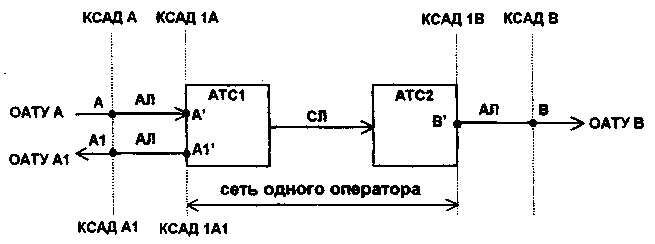 КСАД А КСАД 1А КСАД 1В КСАД В
АТС1 АТС2
ОАТУ А А АЛ А' СЛ В' АЛ В ОАТУ В
ОАТУ А1 А1 АЛ А1'
сеть одного оператора
КСАД А1 КСАД 1А1